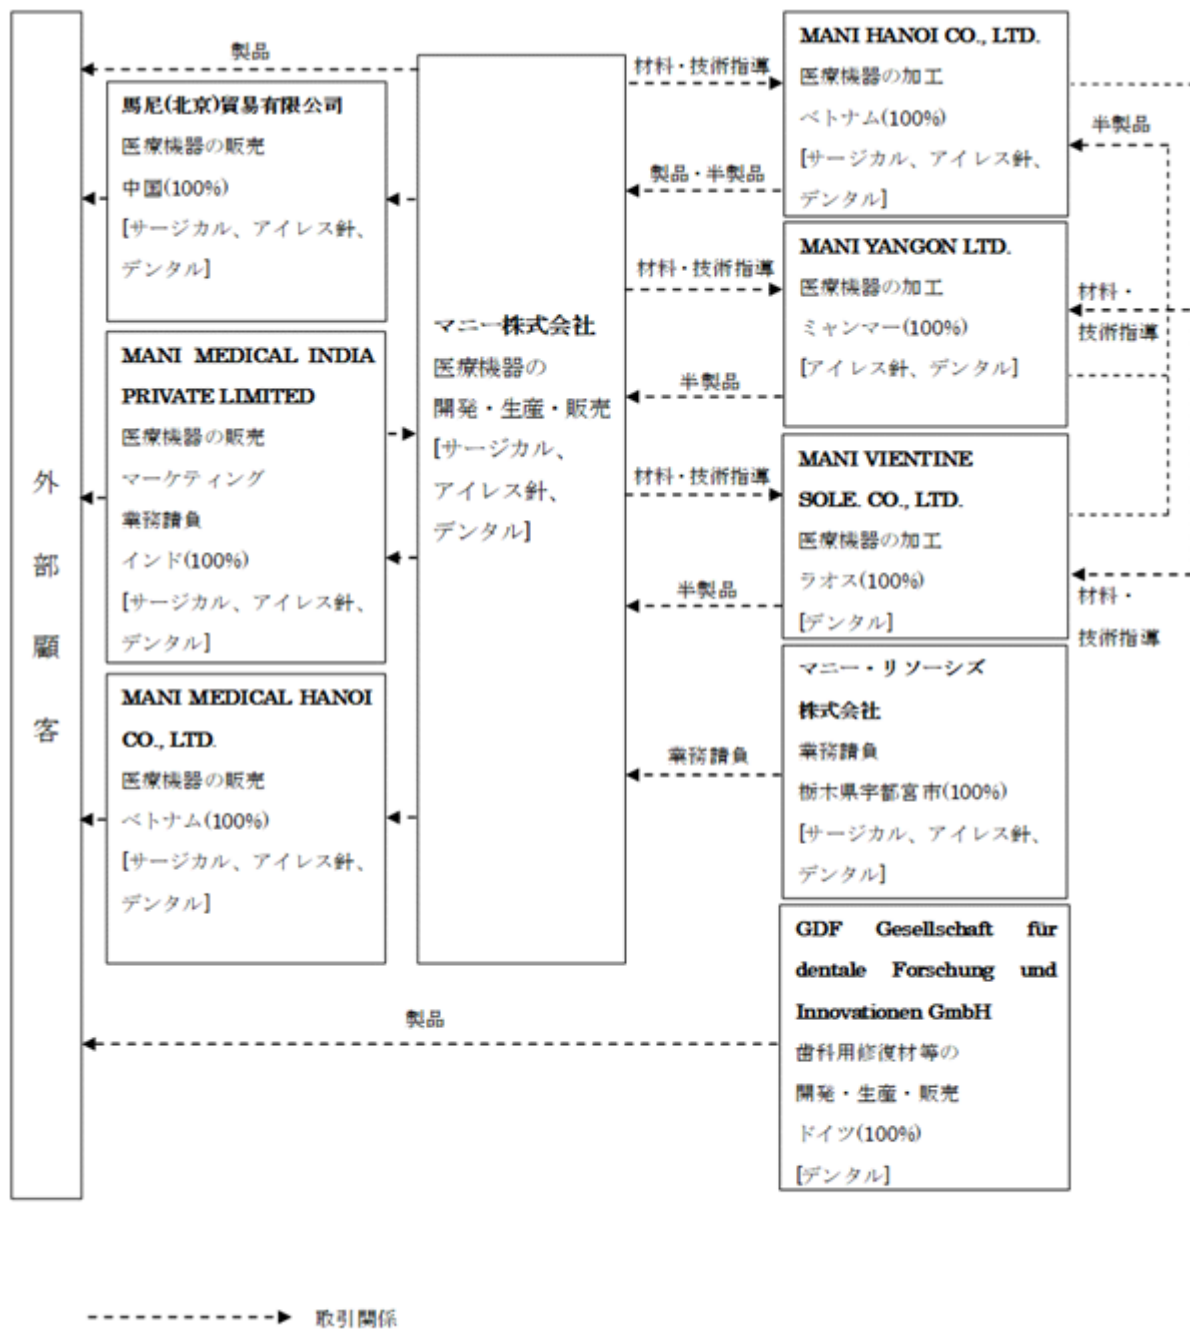 外部顧客
製品
馬尼(北京)貿易有限公司
医療機器の販売
中国(100%)
[サージカル、アイレス針、
デンタル]
MANI MEDICAL INDIA
PRIVATE LIMITED
医療機器の販売
マーケティング
業務請負
インド(100%)
[サージカル、アイレス針、
デンタル]
MANI MEDICAL HANOI
CO., LTD.
医療機器の販売
ベトナム(100%)
[サージカル、アイレス針、
デンタル]
マニー株式会社
医療機器の
開発・生産・販売
[サージカル、
アイレス針、
デンタル]
材料・技術指導
製品・半製品
材料・技術指導
半製品
材料・技術指導
半製品
業務請負
製品
MANI HANOI CO., LTD.
医療機器の加工
ベトナム(100%)
[サージカル、アイレス針、
デンタル]
MANI YANGON LTD.
医療機器の加工
ミャンマー(100%)
[アイレス針、デンタル]
MANI VIENTINE
SOLE. CO., LTD.
医療機器の加工
ラオス(100%)
[デンタル]
マニー・リソーシズ
株式会社
業務請負
栃木県宇都宮市(100%)
[サージカル、アイレス針、
デンタル]
GDF Gesellschaft für
dentale Forschung und
Innovationen GmbH
歯科用修復材等の
開発・生産・販売
ドイツ(100%)
[デンタル]
半製品
材料・
技術指導
材料・
技術指導
取引関係